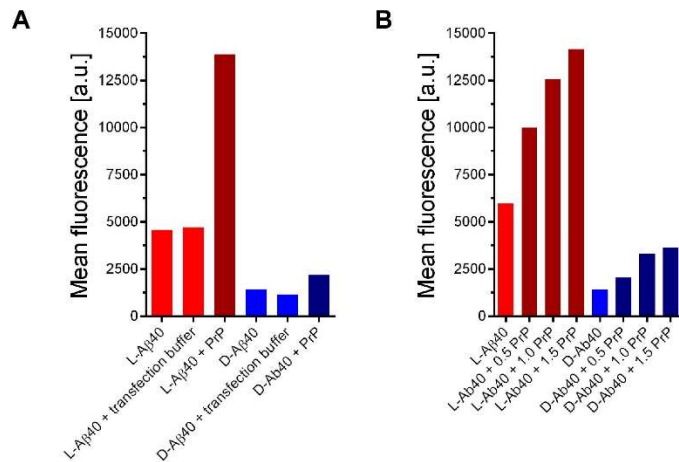 A
Mean fluorescence [a.u.]
15000
12500
10000
7500
5000
2500
0
L-Aβ40
L-Aβ40 + transfection buffer
L-Aβ40 + PrP
D-Aβ40
D-Aβ40 + transfection buffer
D-Ab40 + PrP
B
Mean fluorescence [a.u.]
15000
12500
10000
7500
5000
2500
0
L-Aβ40
L-Ab40 + 0.5 PrP
L-Ab40 + 1.0 PrP
L-Ab40 + 1.5 PrP
D-Ab40
D-Ab40 + 0.5 PrP
D-Ab40 + 1.0 PrP
D-Ab40 + 1.5 PrP